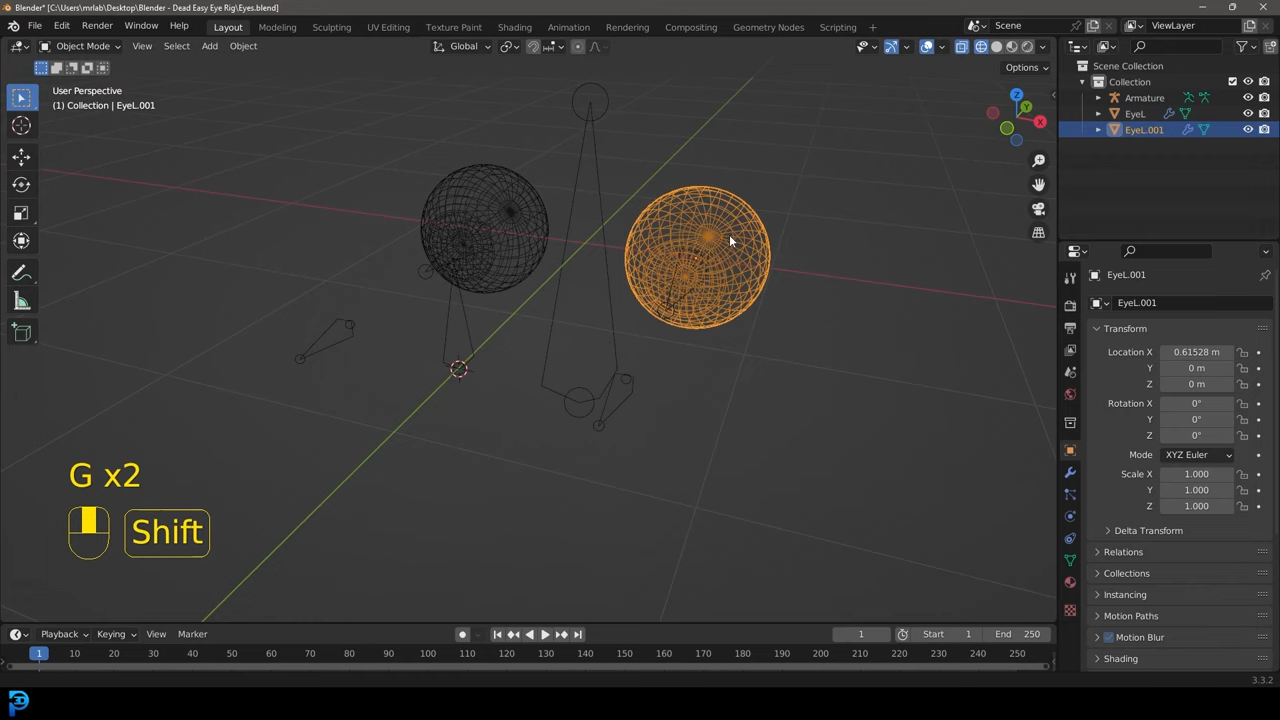 Blender* [C:\Users\mrlab\Desktop\Blender - Dead Easy Eye Rig\Eyes.blend]
File Edit Render Window Help Layout Modeling Sculpting UV Editing Texture Paint Shading Animation Rendering Compositing Geometry Nodes Scripting Scene ViewLayer
Object Mode View Select Add Object Global
Options
User Perspective
(1) Collection | EyeL.001
Z
Y
X
Scene Collection
Collection
Armature
EyeL
EyeL.001
EyeL.001
EyeL.001
Transform
Location X 0.61528 m
Y 0 m
Z 0 m
Rotation X 0°
Y 0°
Z 0°
Mode XYZ Euler
Scale X 1.000
Y 1.000
Z 1.000
Delta Transform
Relations
Collections
Instancing
Motion Paths
Motion Blur
Shading
G x2
Shift
Playback Keying View Marker 1 Start 1 End 250
1 10 20 30 40 50 60 70 80 90 100 110 120 130 140 150 160 170 180 190 200 210 220 230 240 250
3.3.2